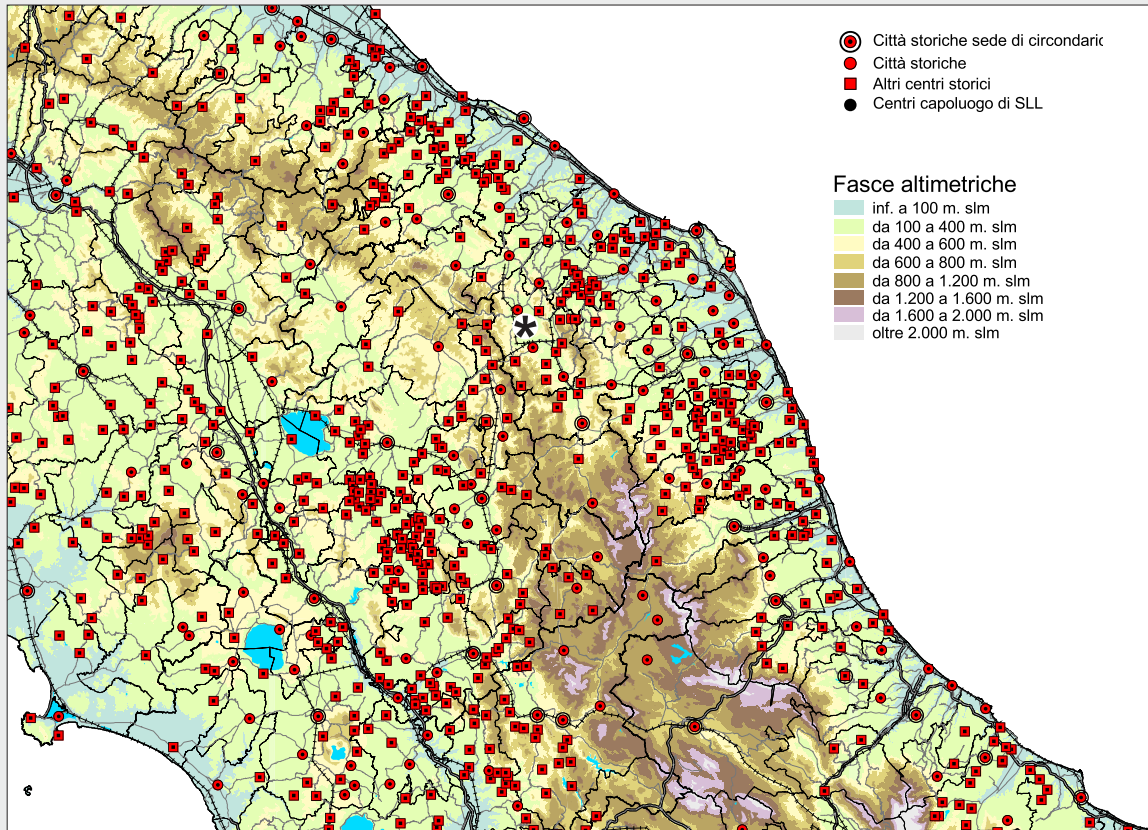 Città storiche sede di circondaric
Città storiche
Altri centri storici
Centri capoluogo di SLL
Fasce altimetriche
inf. a 100 m. slm
da 100 a 400 m. slm
da 400 a 600 m. slm
da 600 a 800 m. slm
da 800 a 1.200 m. slm
da 1.200 a 1.600 m. slm
da 1.600 a 2.000 m. slm
oltre 2.000 m. slm
*